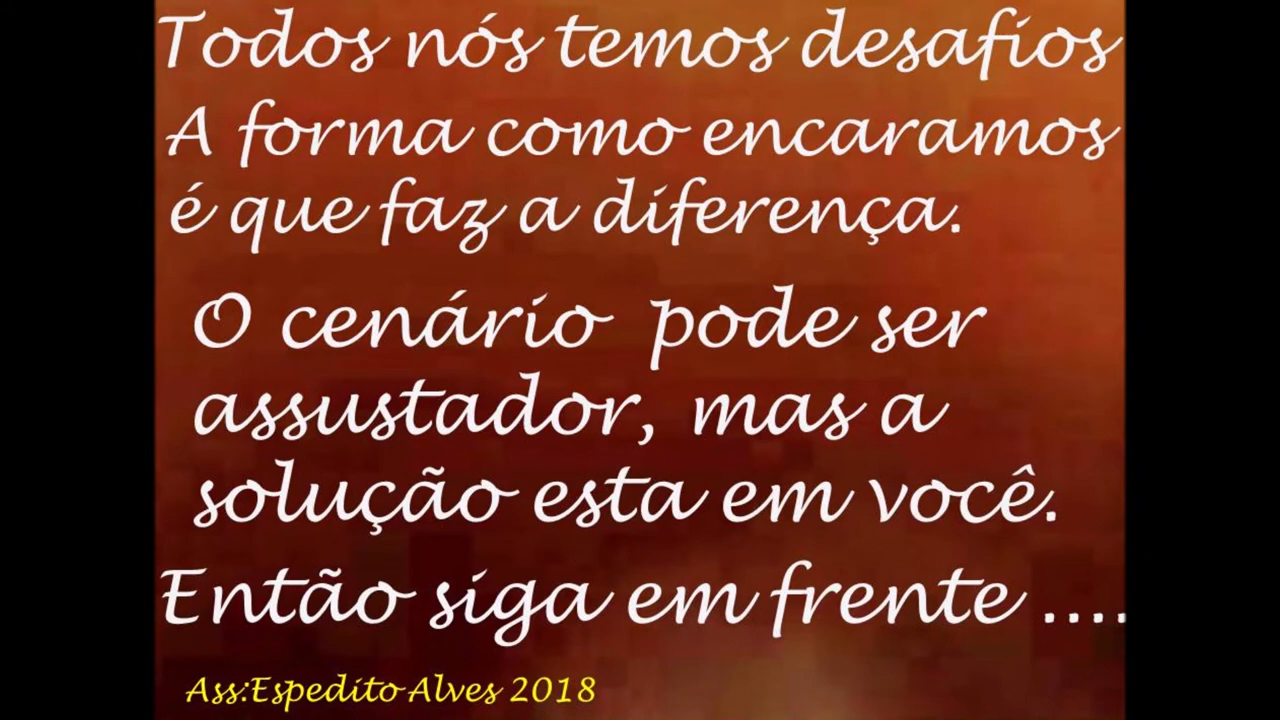 Todos nós temos desafios
A forma como encaramos
é que faz a diferença.
O cenário pode ser
assustador, mas a
solução esta em você.
Então siga em frente ....
Ass:Espedito Alves 2018